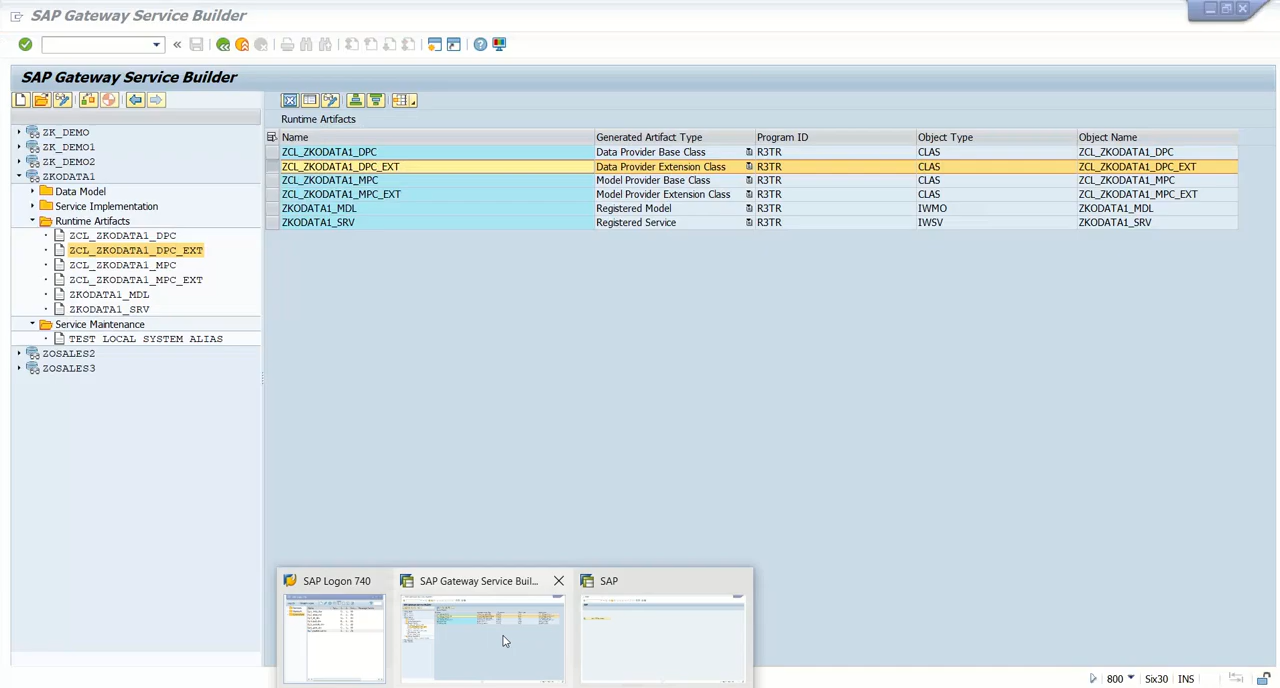 SAP Gateway Service Builder
SAP Gateway Service Builder
Runtime Artifacts
Name Generated Artifact Type Program ID Object Type Object Name
ZCL_ZKODATA1_DPC Data Provider Base Class R3TR CLAS ZCL_ZKODATA1_DPC
ZCL_ZKODATA1_DPC_EXT Data Provider Extension Class R3TR CLAS ZCL_ZKODATA1_DPC_EXT
ZCL_ZKODATA1_MPC Model Provider Base Class R3TR CLAS ZCL_ZKODATA1_MPC
ZCL_ZKODATA1_MPC_EXT Model Provider Extension Class R3TR CLAS ZCL_ZKODATA1_MPC_EXT
ZKODATA1_MDL Registered Model R3TR IWMO ZKODATA1_MDL
ZKODATA1_SRV Registered Service R3TR IWSV ZKODATA1_SRV
ZK_DEMO
ZK_DEMO1
ZK_DEMO2
ZKODATA1
Data Model
Service Implementation
Runtime Artifacts
ZCL_ZKODATA1_DPC
ZCL_ZKODATA1_DPC_EXT
ZCL_ZKODATA1_MPC
ZCL_ZKODATA1_MPC_EXT
ZKODATA1_MDL
ZKODATA1_SRV
Service Maintenance
TEST LOCAL SYSTEM ALIAS
ZOSALES2
ZOSALES3
SAP Logon 740
SAP Gateway Service Buil...
SAP
800 Six30 INS